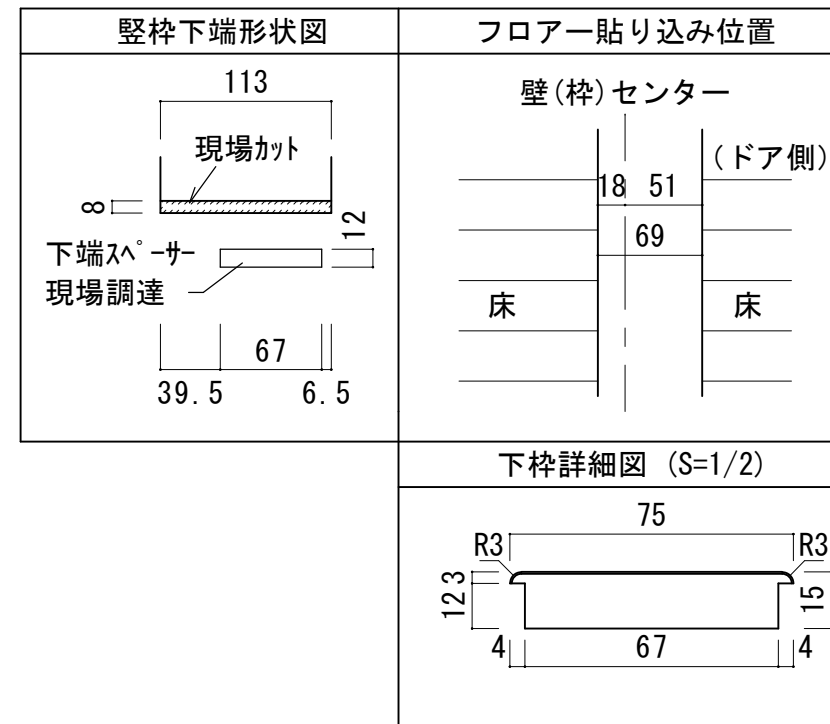 竪枠下端形状図
113
現場ｶｯﾄ
8
12
下端ｽﾍﾟｰｻｰ
現場調達
67
39.5 6.5
フロアー貼り込み位置
壁(枠)センター
(ドア側)
18 51
69
床 床
下枠詳細図 (S=1/2)
75
R3 R3
3
12
15
4 67 4